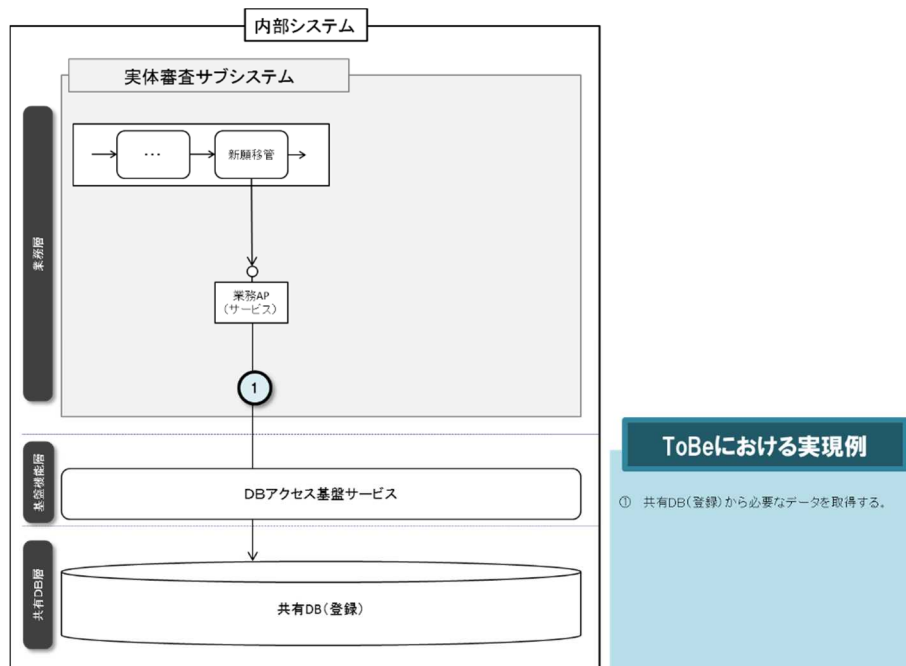 内部システム
実体審査サブシステム
業務層
…
新願移管
業務AP
(サービス)
1
基盤機能層
DBアクセス基盤サービス
共有DB層
共有DB(登録)
ToBeにおける実現例
① 共有DB(登録)から必要なデータを取得する。